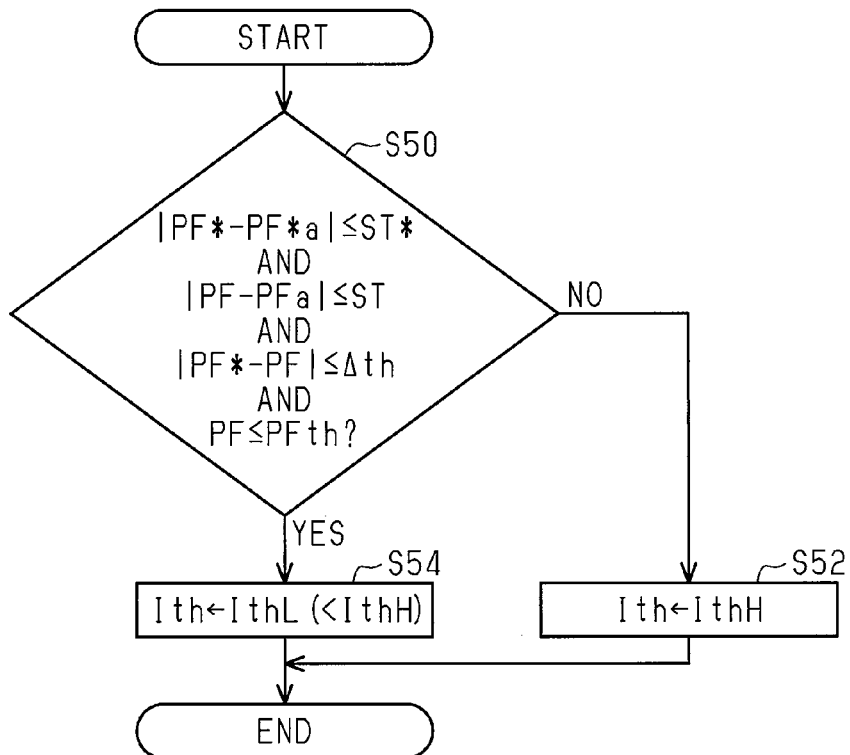 START
S50
|PF*-PF*a|≦ST*
AND
|PF-PFa|≦ST
AND
|PF*-PF|≦Δth
AND
PF≦PFth?
NO
YES
S54
Ith←IthL (<IthH)
S52
Ith←IthH
END